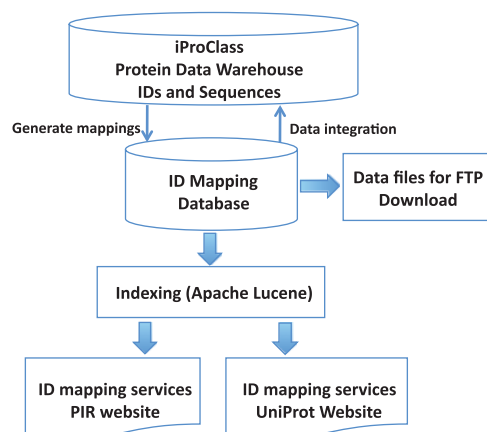 iProClass
Protein Data Warehouse
IDs and Sequences
Generate mappings
Data integration
ID Mapping
Database
Data files for FTP
Download
Indexing (Apache Lucene)
ID mapping services
PIR website
ID mapping services
UniProt Website